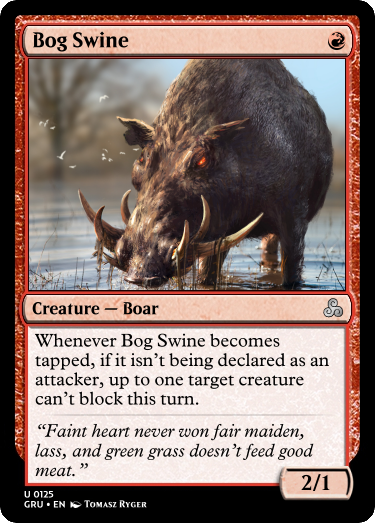 Bog Swine
Creature — Boar
Whenever Bog Swine becomes
tapped, if it isn't being declared as an
attacker, up to one target creature
can't block this turn.
“Faint heart never won fair maiden,
lass, and green grass doesn't feed good
meat.”
2/1
U 0125
GRU • EN Tomasz Ryger